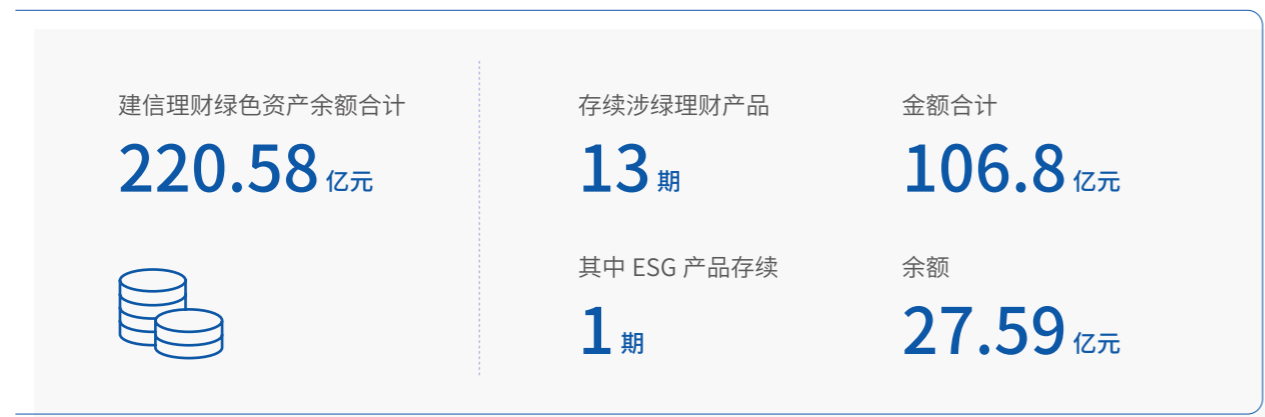 建信理财绿色资产余额合计
220.58 亿元
存续涉绿理财产品
13 期
金额合计
106.8 亿元
其中 ESG 产品存续
1 期
余额
27.59 亿元